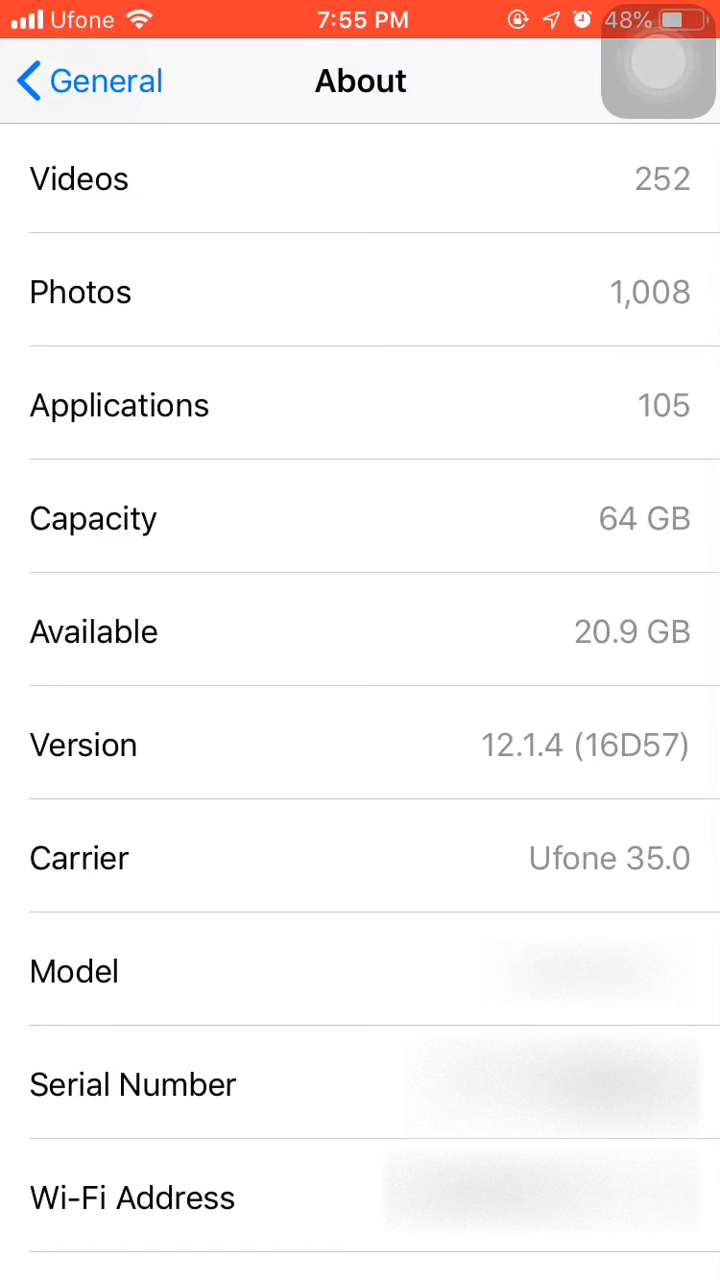 Ufone 7:55 PM 48%
General About
Videos 252
Photos 1,008
Applications 105
Capacity 64 GB
Available 20.9 GB
Version 12.1.4 (16D57)
Carrier Ufone 35.0
Model
Serial Number
Wi-Fi Address